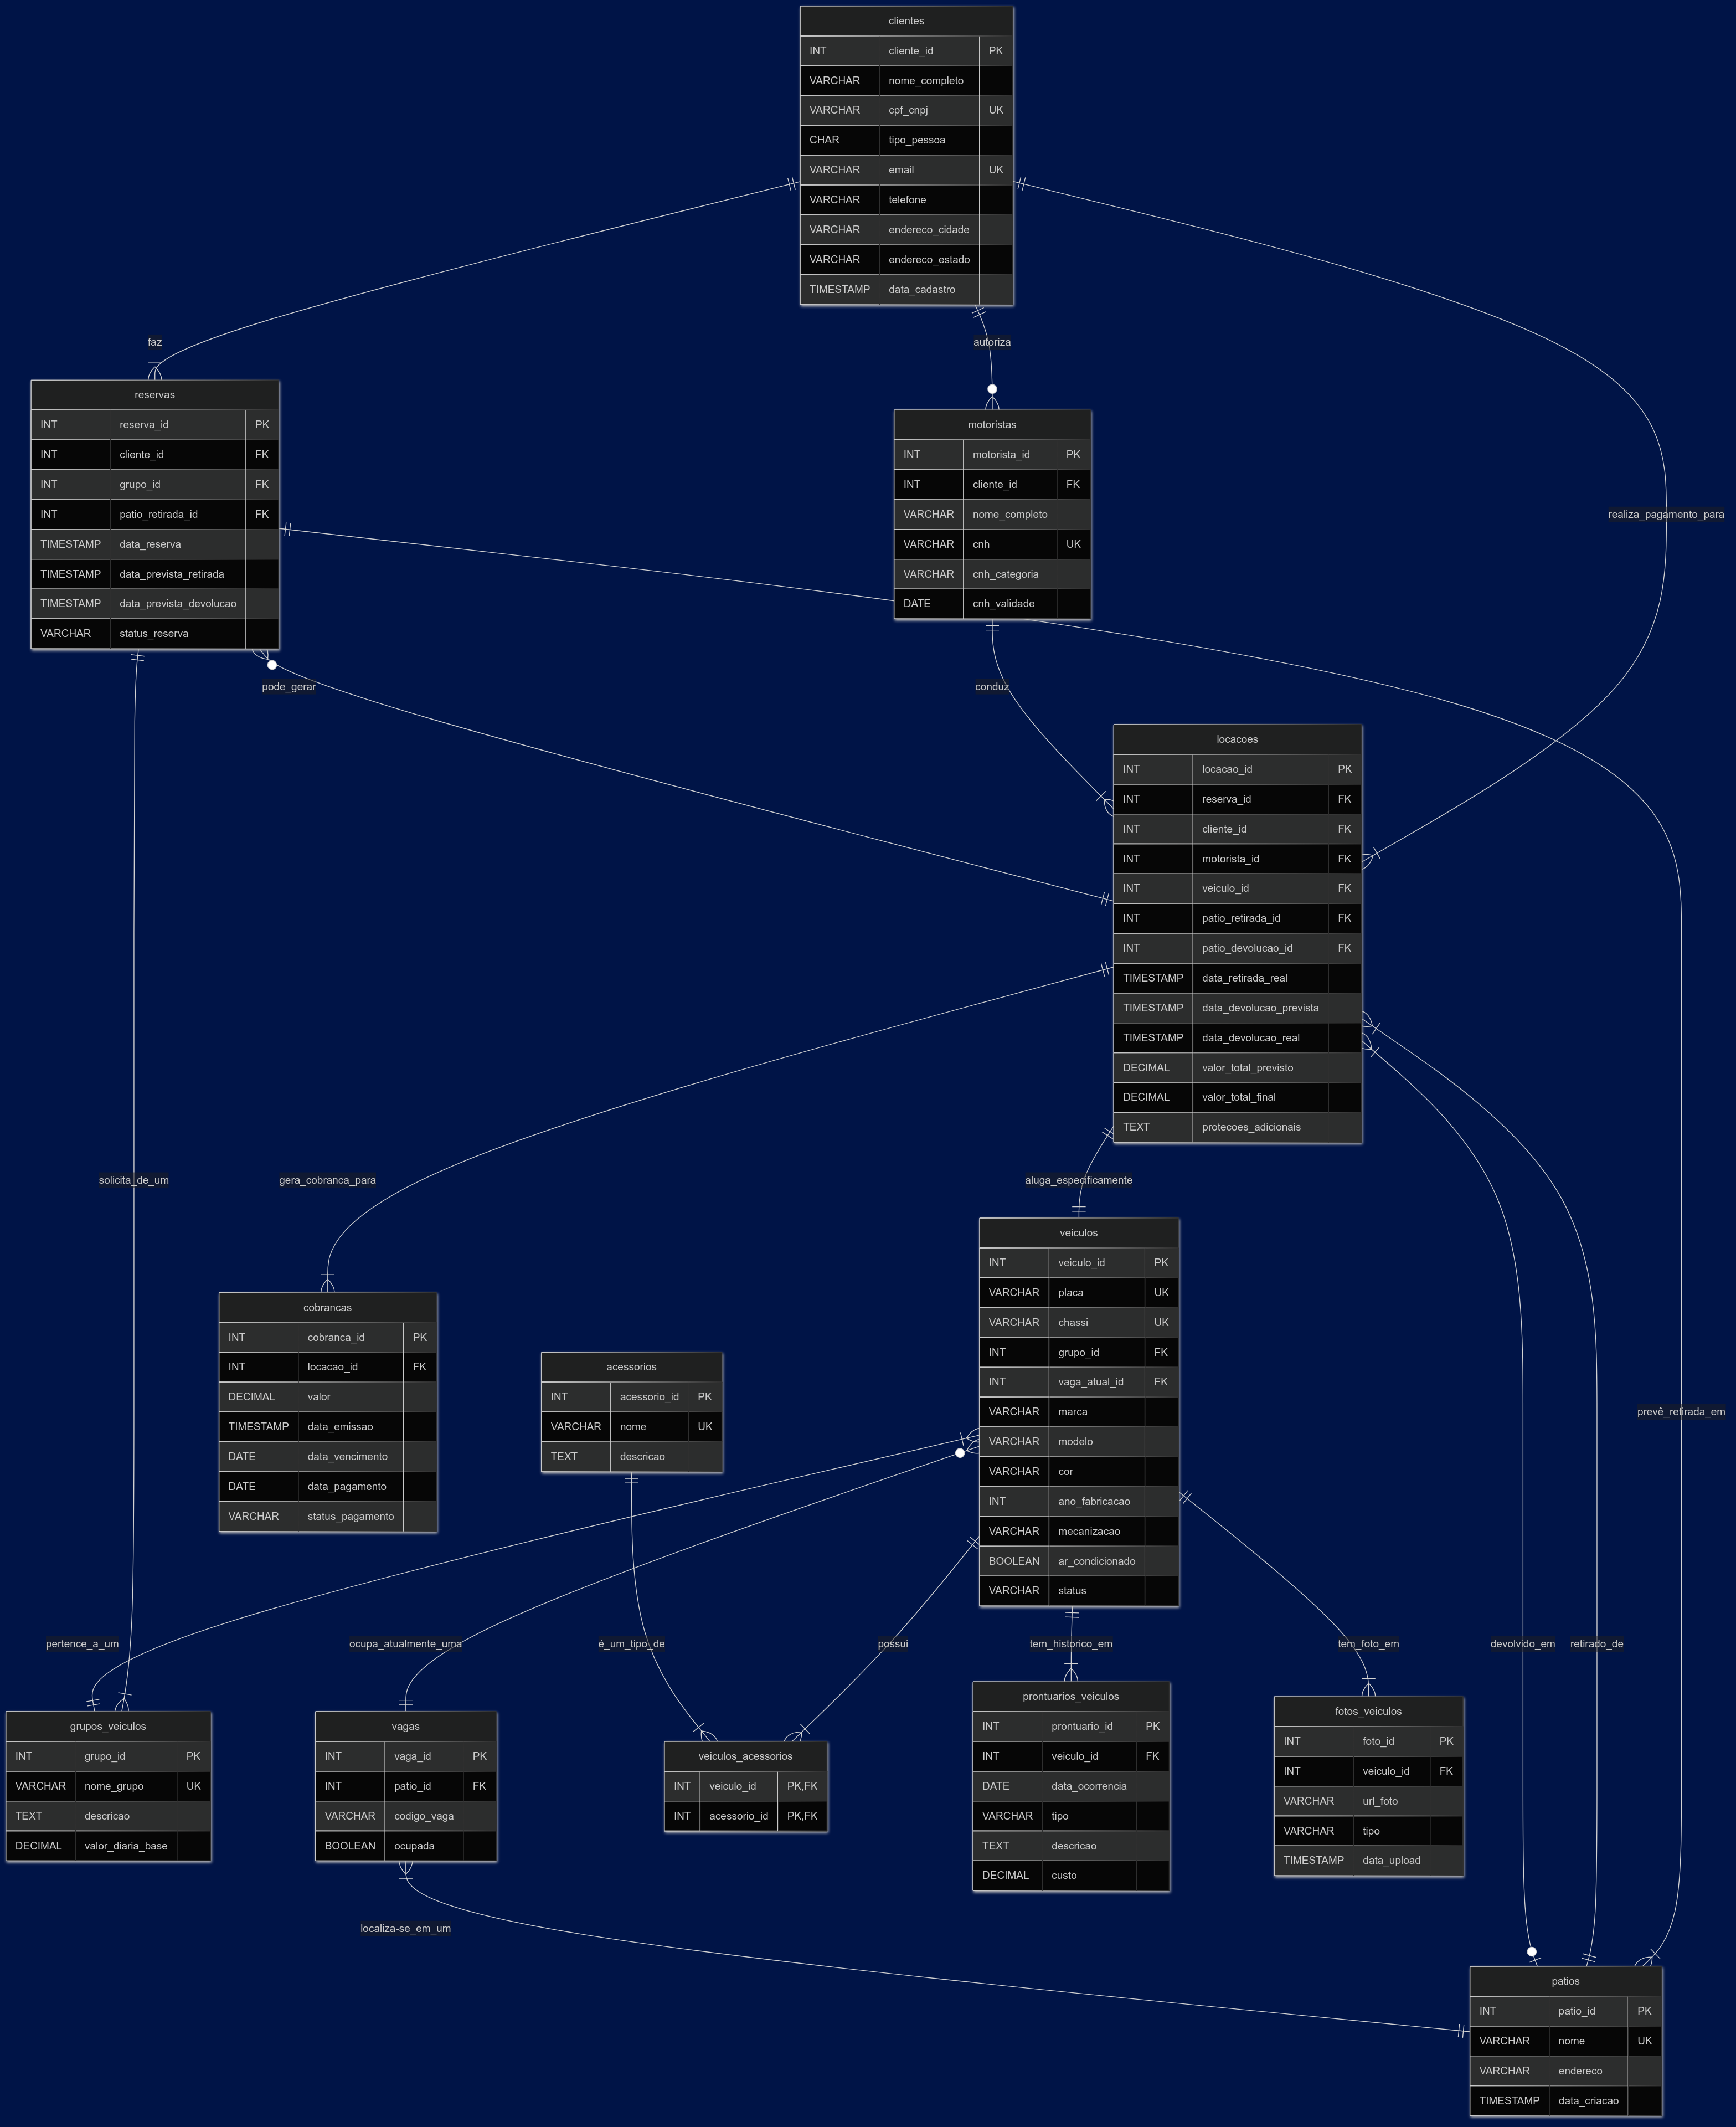 clientes
INT cliente_id PK
VARCHAR nome_completo
VARCHAR cpf_cnpj UK
CHAR tipo_pessoa
VARCHAR email UK
VARCHAR telefone
VARCHAR endereco_cidade
VARCHAR endereco_estado
TIMESTAMP data_cadastro
faz
autoriza
reservas
INT reserva_id PK
INT cliente_id FK
INT grupo_id FK
INT patio_retirada_id FK
TIMESTAMP data_reserva
TIMESTAMP data_prevista_retirada
TIMESTAMP data_prevista_devolucao
VARCHAR status_reserva
motoristas
INT motorista_id PK
INT cliente_id FK
VARCHAR nome_completo
VARCHAR cnh UK
VARCHAR cnh_categoria
DATE cnh_validade
realiza_pagamento_para
pode_gerar
conduz
locacoes
INT locacao_id PK
INT reserva_id FK
INT cliente_id FK
INT motorista_id FK
INT veiculo_id FK
INT patio_retirada_id FK
INT patio_devolucao_id FK
TIMESTAMP data_retirada_real
TIMESTAMP data_devolucao_prevista
TIMESTAMP data_devolucao_real
DECIMAL valor_total_previsto
DECIMAL valor_total_final
TEXT protecoes_adicionais
solicita_de_um
gera_cobranca_para
aluga_especificamente
veiculos
INT veiculo_id PK
VARCHAR placa UK
VARCHAR chassi UK
INT grupo_id FK
INT vaga_atual_id FK
VARCHAR marca
VARCHAR modelo
VARCHAR cor
INT ano_fabricacao
VARCHAR mecanizacao
BOOLEAN ar_condicionado
VARCHAR status
cobrancas
INT cobranca_id PK
INT locacao_id FK
DECIMAL valor
TIMESTAMP data_emissao
DATE data_vencimento
DATE data_pagamento
VARCHAR status_pagamento
acessorios
INT acessorio_id PK
VARCHAR nome UK
TEXT descricao
prevê_retirada_em
pertence_a_um
ocupa_atualmente_uma
é_um_tipo_de
possui
tem_historico_em
tem_foto_em
devolvido_em
retirado_de
grupos_veiculos
INT grupo_id PK
VARCHAR nome_grupo UK
TEXT descricao
DECIMAL valor_diaria_base
vagas
INT vaga_id PK
INT patio_id FK
VARCHAR codigo_vaga
BOOLEAN ocupada
veiculos_acessorios
INT veiculo_id PK,FK
INT acessorio_id PK,FK
prontuarios_veiculos
INT prontuario_id PK
INT veiculo_id FK
DATE data_ocorrencia
VARCHAR tipo
TEXT descricao
DECIMAL custo
fotos_veiculos
INT foto_id PK
INT veiculo_id FK
VARCHAR url_foto
VARCHAR tipo
TIMESTAMP data_upload
localiza-se_em_um
patios
INT patio_id PK
VARCHAR nome UK
VARCHAR endereco
TIMESTAMP data_criacao